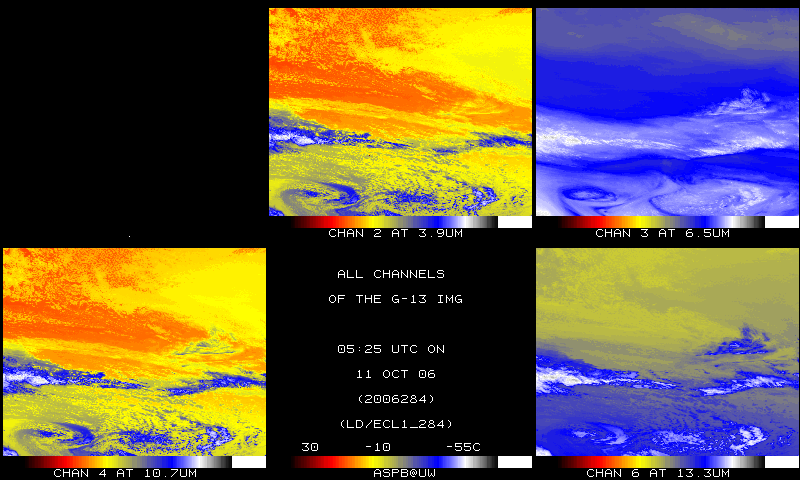 CHAN 2 AT 3.9UM
CHAN 3 AT 6.5UM
ALL CHANNELS
OF THE G-13 IMG
05:25 UTC ON
11 OCT 06
(2006284)
(LD/ECL1_284)
30 -10 -55C
CHAN 4 AT 10.7UM
ASPB@UW
CHAN 6 AT 13.3UM